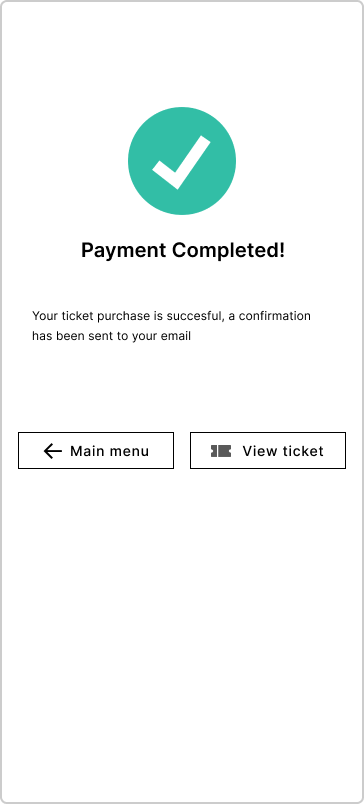 Payment Completed!
Your ticket purchase is succesful, a confirmation
has been sent to your email
Main menu
View ticket